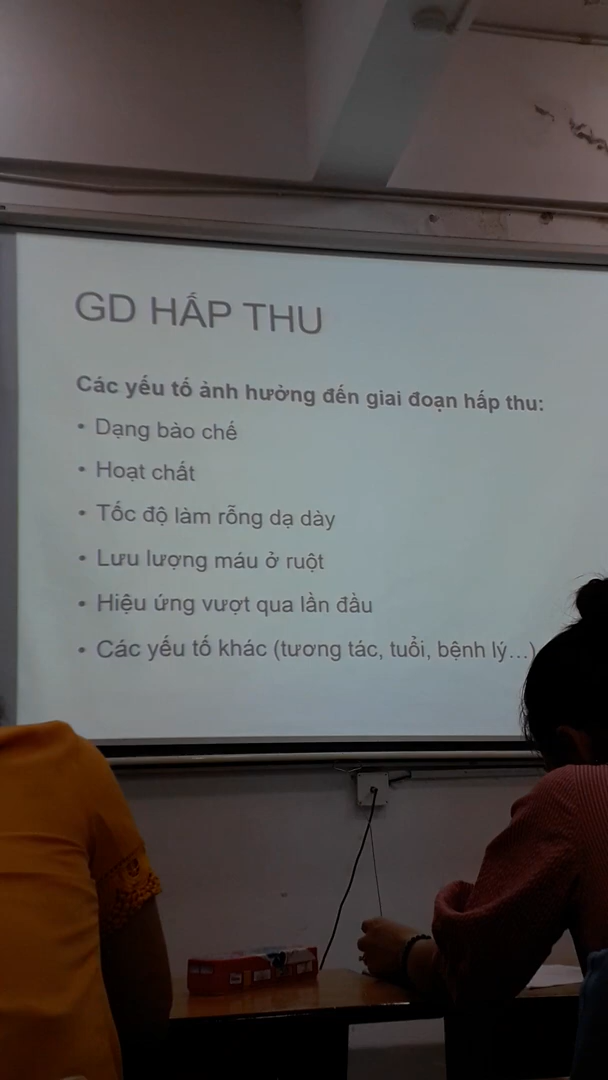 GD HẤP THU
Các yếu tố ảnh hưởng đến giai đoạn hấp thu:
• Dạng bào chế
• Hoạt chất
• Tốc độ làm rỗng dạ dày
• Lưu lượng máu ở ruột
• Hiệu ứng vượt qua lần đầu
• Các yếu tố khác (tương tác, tuổi, bệnh lý...)